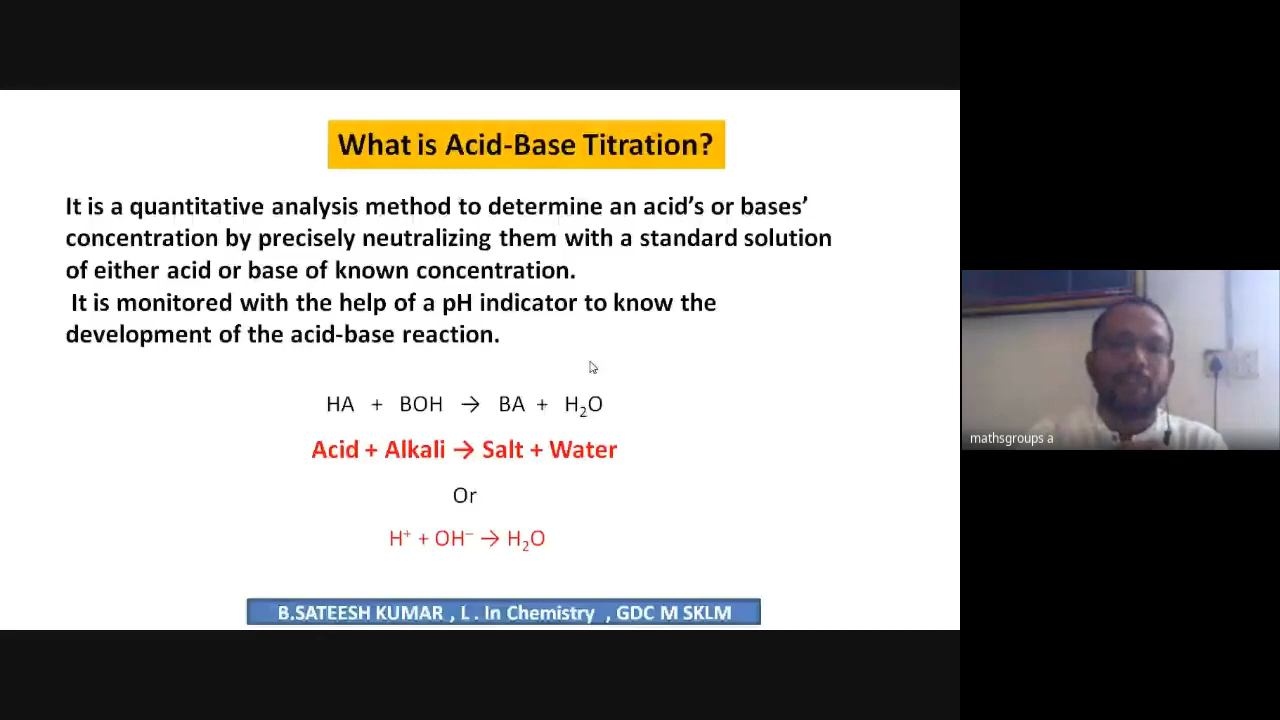 What is Acid-Base Titration?
It is a quantitative analysis method to determine an acid’s or bases’
concentration by precisely neutralizing them with a standard solution
of either acid or base of known concentration.
It is monitored with the help of a pH indicator to know the
development of the acid-base reaction.
HA + BOH → BA + H₂O
Acid + Alkali → Salt + Water
Or
H⁺ + OH⁻ → H₂O
B.SATEESH KUMAR , L . In Chemistry , GDC M SKLM
mathsgroups a